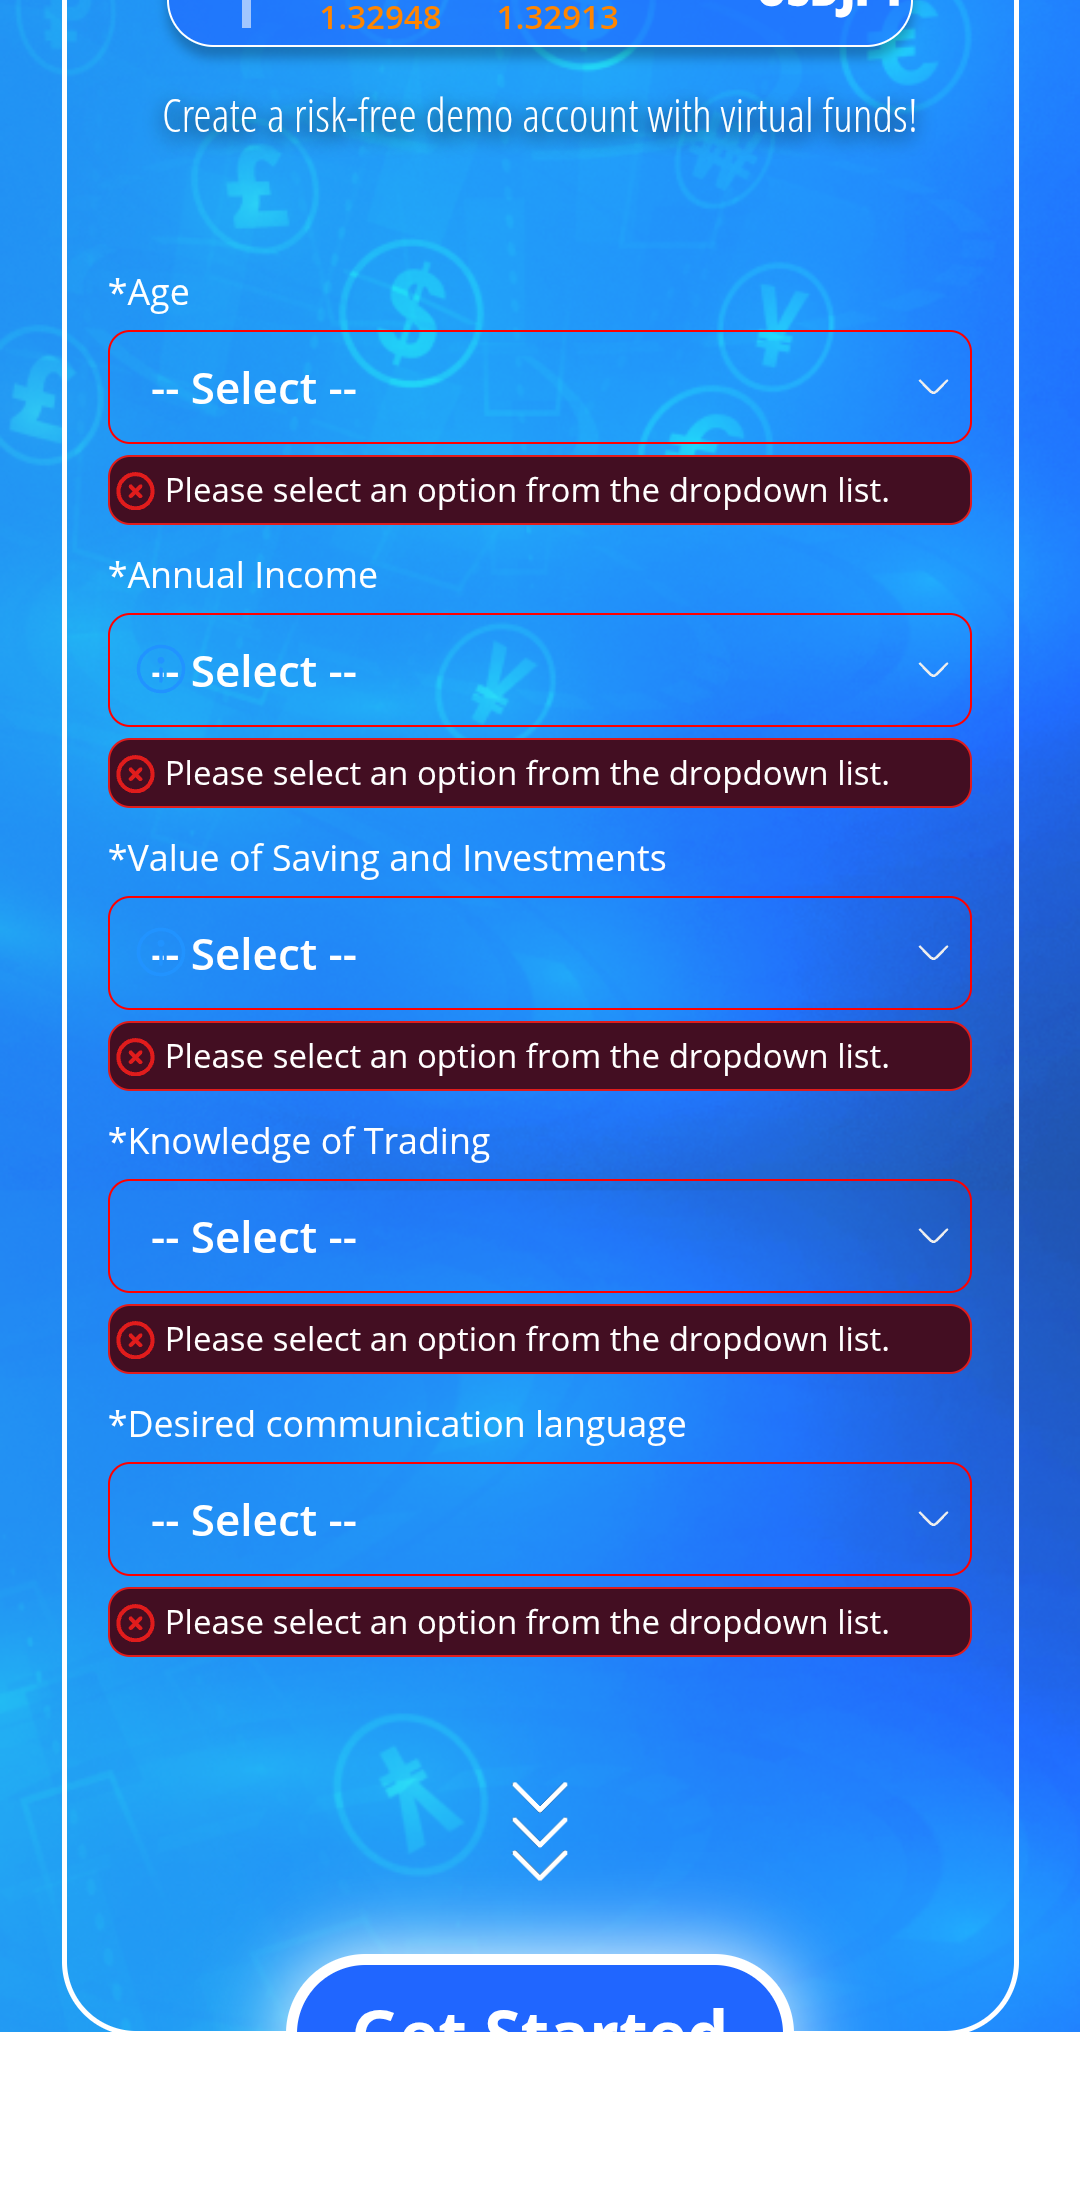 1.32948 1.32913
Create a risk-free demo account with virtual funds!
*Age
-- Select --
Please select an option from the dropdown list.
*Annual Income
-- Select --
Please select an option from the dropdown list.
*Value of Saving and Investments
-- Select --
Please select an option from the dropdown list.
*Knowledge of Trading
-- Select --
Please select an option from the dropdown list.
*Desired communication language
-- Select --
Please select an option from the dropdown list.
Get Started